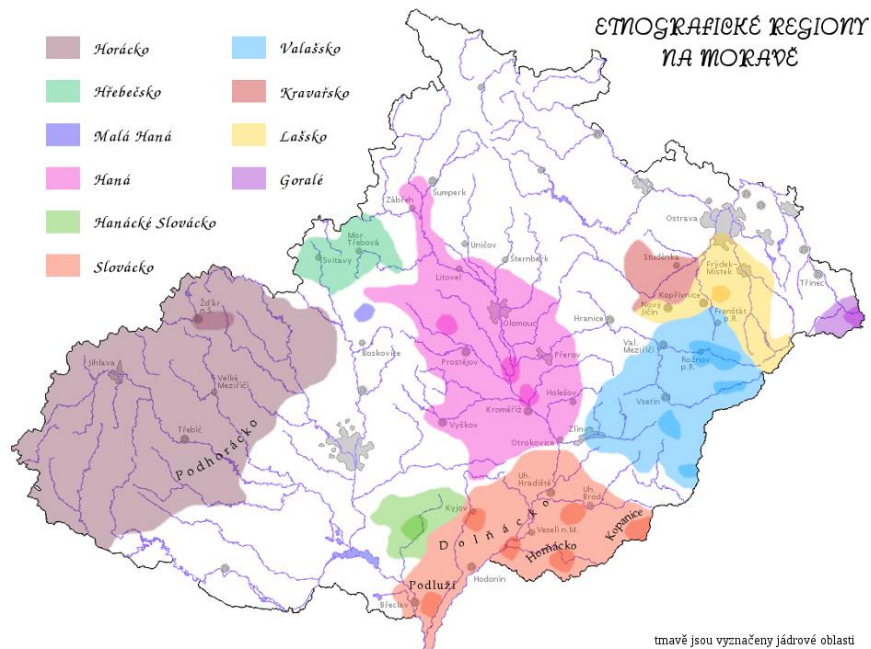 ETNOGRAFICKÉ REGIONY
NA MORAVĚ
Horácko
Hřebečsko
Malá Haná
Haná
Hanácké Slovácko
Slovácko
Valašsko
Kravařsko
Lašsko
Goralé
Šumperk
Zábřeh
Mor.
Třebová
Svitavy
Uničov
Šternberk
Litovel
Ostrava
Studénka
Frýdek-
Místek
Třinec
Kopřivnice
Nový
Jičín
Frenštát
p.R.
Hranice
Olomouc
Žďár
n.S.
Boskovice
Val.
Meziříčí
Rožnov
p.R.
Přerov
Prostějov
Jihlava
Velké
Meziříčí
Holešov
Vsetín
Kroměříž
Třebíč
Vyškov
Zlín
Otrokovice
Podhorácko
Uh.
Hradiště
Uh.
Brod
Kyjov
Dolňácko
Veselí n.M.
Horňácko
Kopanice
Hodonín
Podluží
Břeclav
tmavě jsou vyznačeny jádrové oblasti